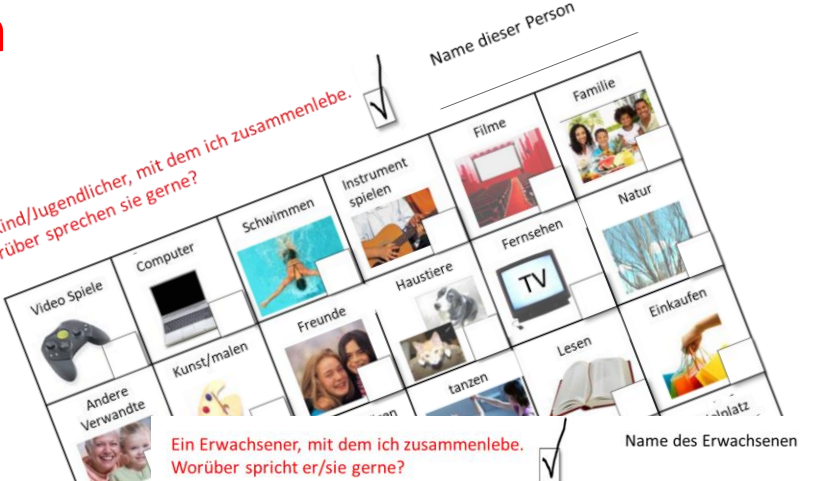 Name dieser Person
ind/Jugendlicher, mit dem ich zusammenlebe.
rüber sprechen sie gerne?
Video Spiele
Computer
Schwimmen
Instrument
spielen
Filme
Familie
Andere
Verwandte
Kunst/malen
Freunde
Haustiere
Fernsehen
TV
Natur
tanzen
Lesen
Einkaufen
Ein Erwachsener, mit dem ich zusammenlebe.
Worüber spricht er/sie gerne?
Name des Erwachsenen